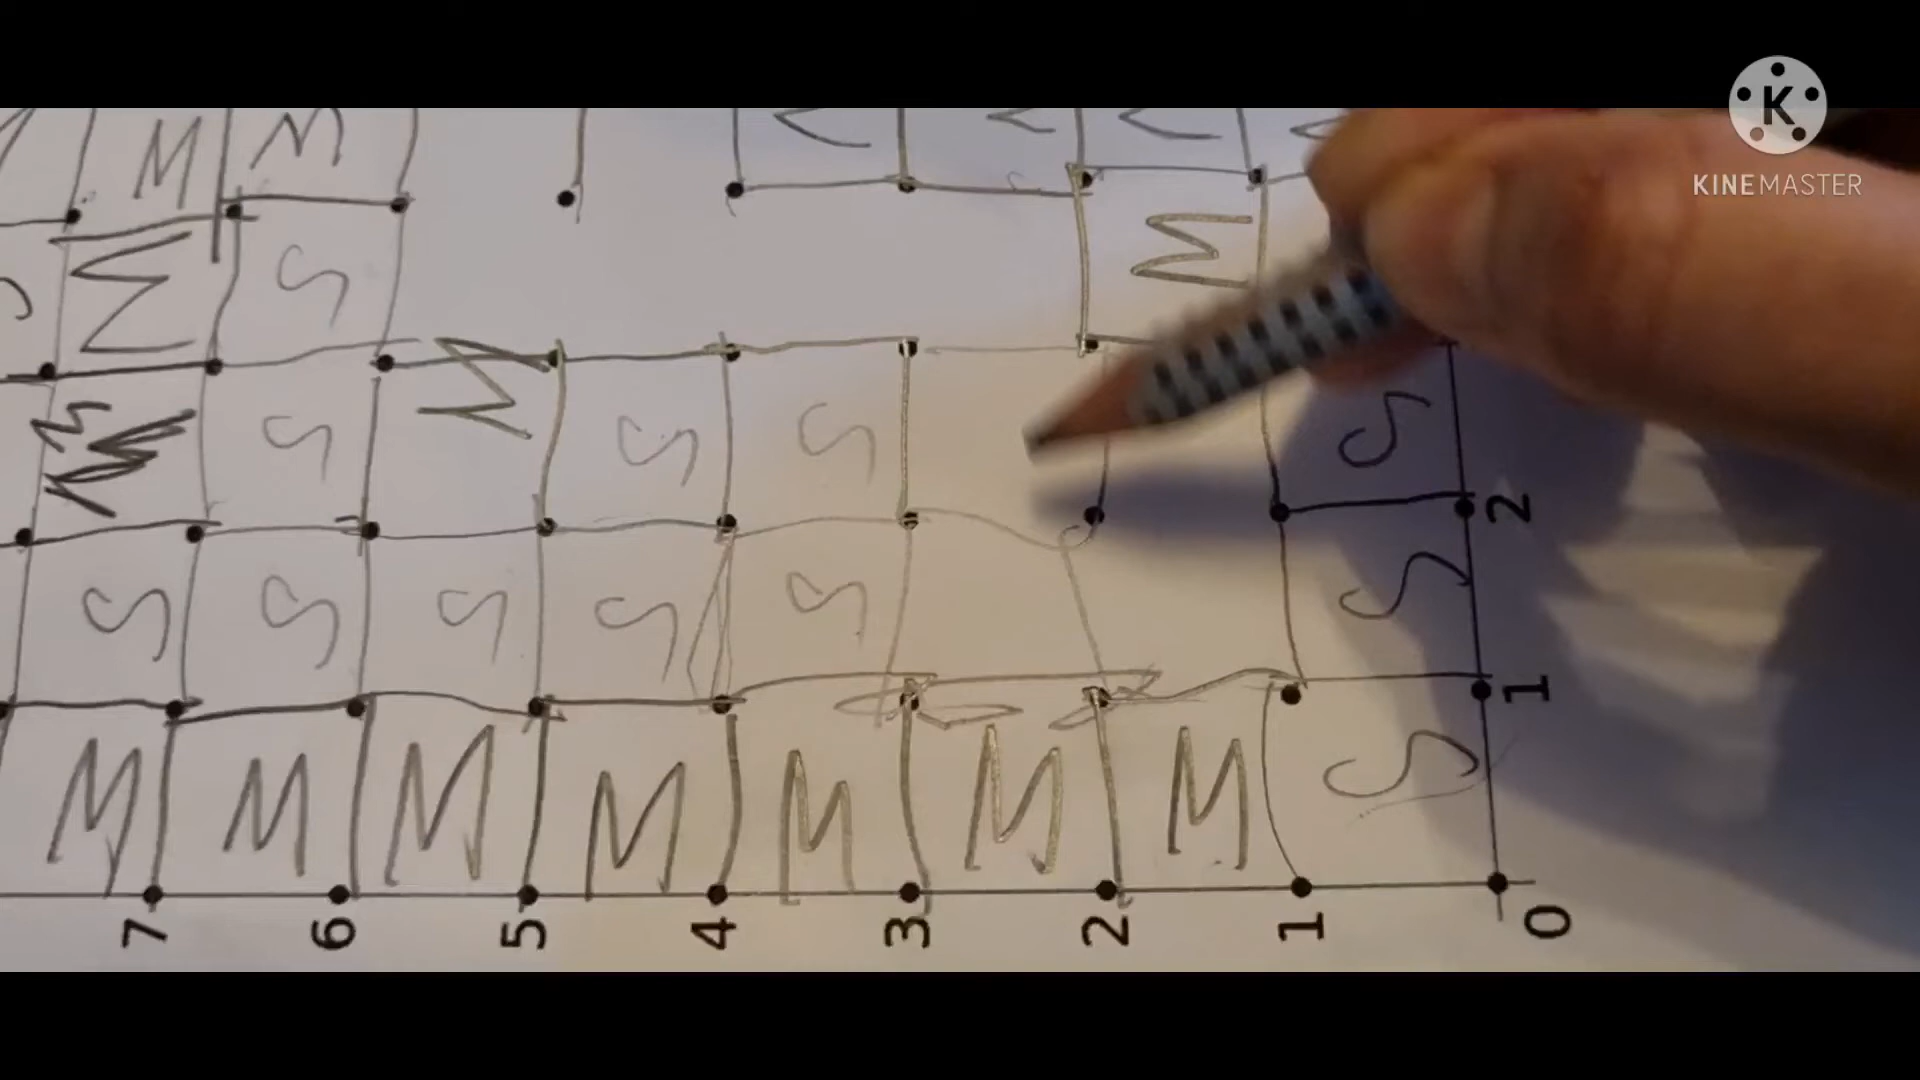 KINEMASTER
W M
M S
M S M S S S
S S S S S S
M M M M M M M S
7 6 5 4 3 2 1 0
2
1